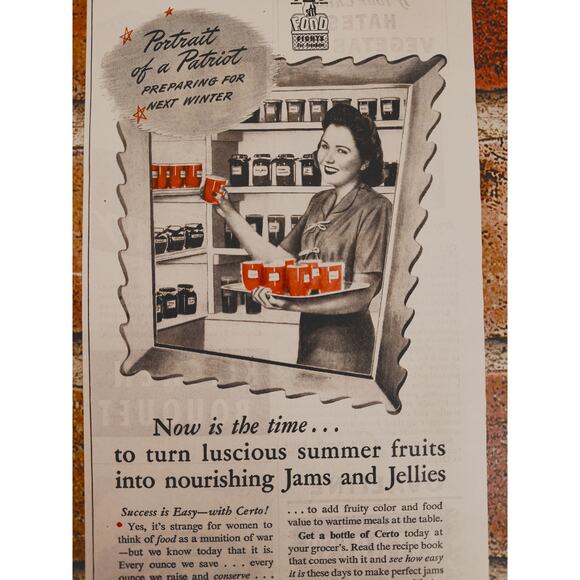 FOOD
FIGHTS
for Freedom
Portrait
of a Patriot
PREPARING FOR
NEXT WINTER
Now is the time...
to turn luscious summer fruits
into nourishing Jams and Jellies
Success is Easy—with Certo!
• Yes, it's strange for women to
think of food as a munition of war
—but we know today that it is.
Every ounce we save . . . every
ounce we raise and conserve . . .
. . . to add fruity color and food
value to wartime meals at the table.
Get a bottle of Certo today at
your grocer's. Read the recipe book
that comes with it and see how easy
it is these days to make perfect jams